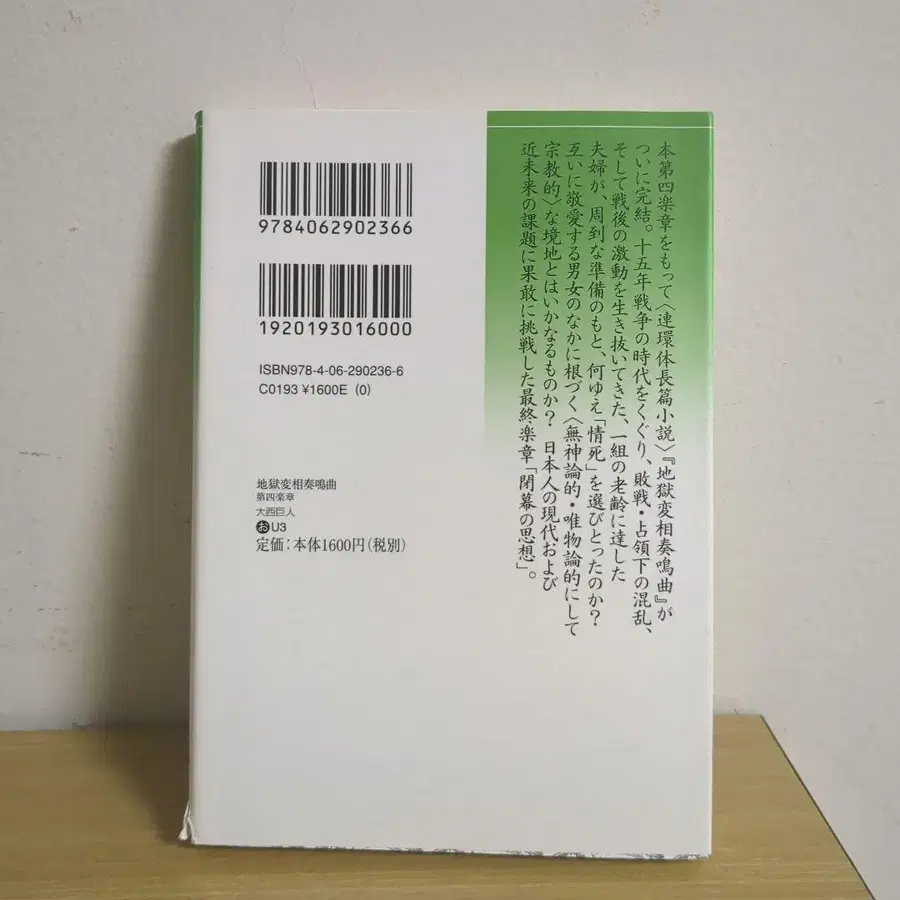 本第四楽章をもって〈連環体長篇小説〉『地獄変相奏鳴曲』が
ついに完結。十五年戦争の時代をくぐり、敗戦・占領下の混乱、
そして戦後の激動を生き抜いてきた、一組の老齢に達した
夫婦が、周到な準備のもと、何ゆえ「情死」を選びとったのか?
互いに敬愛する男女のなかに根づく〈無神論的・唯物論的にして
宗教的〉な境地とはいかなるものか? 日本人の現代および
近未来の課題に果敢に挑戦した最終楽章「閉幕の思想」。
9784062902366
1920193016000
ISBN978-4-06-290236-6
C0193 ¥1600E (0)
地獄変相奏鳴曲
第四楽章
大西巨人
お U3
定価:本体1600円(税別)